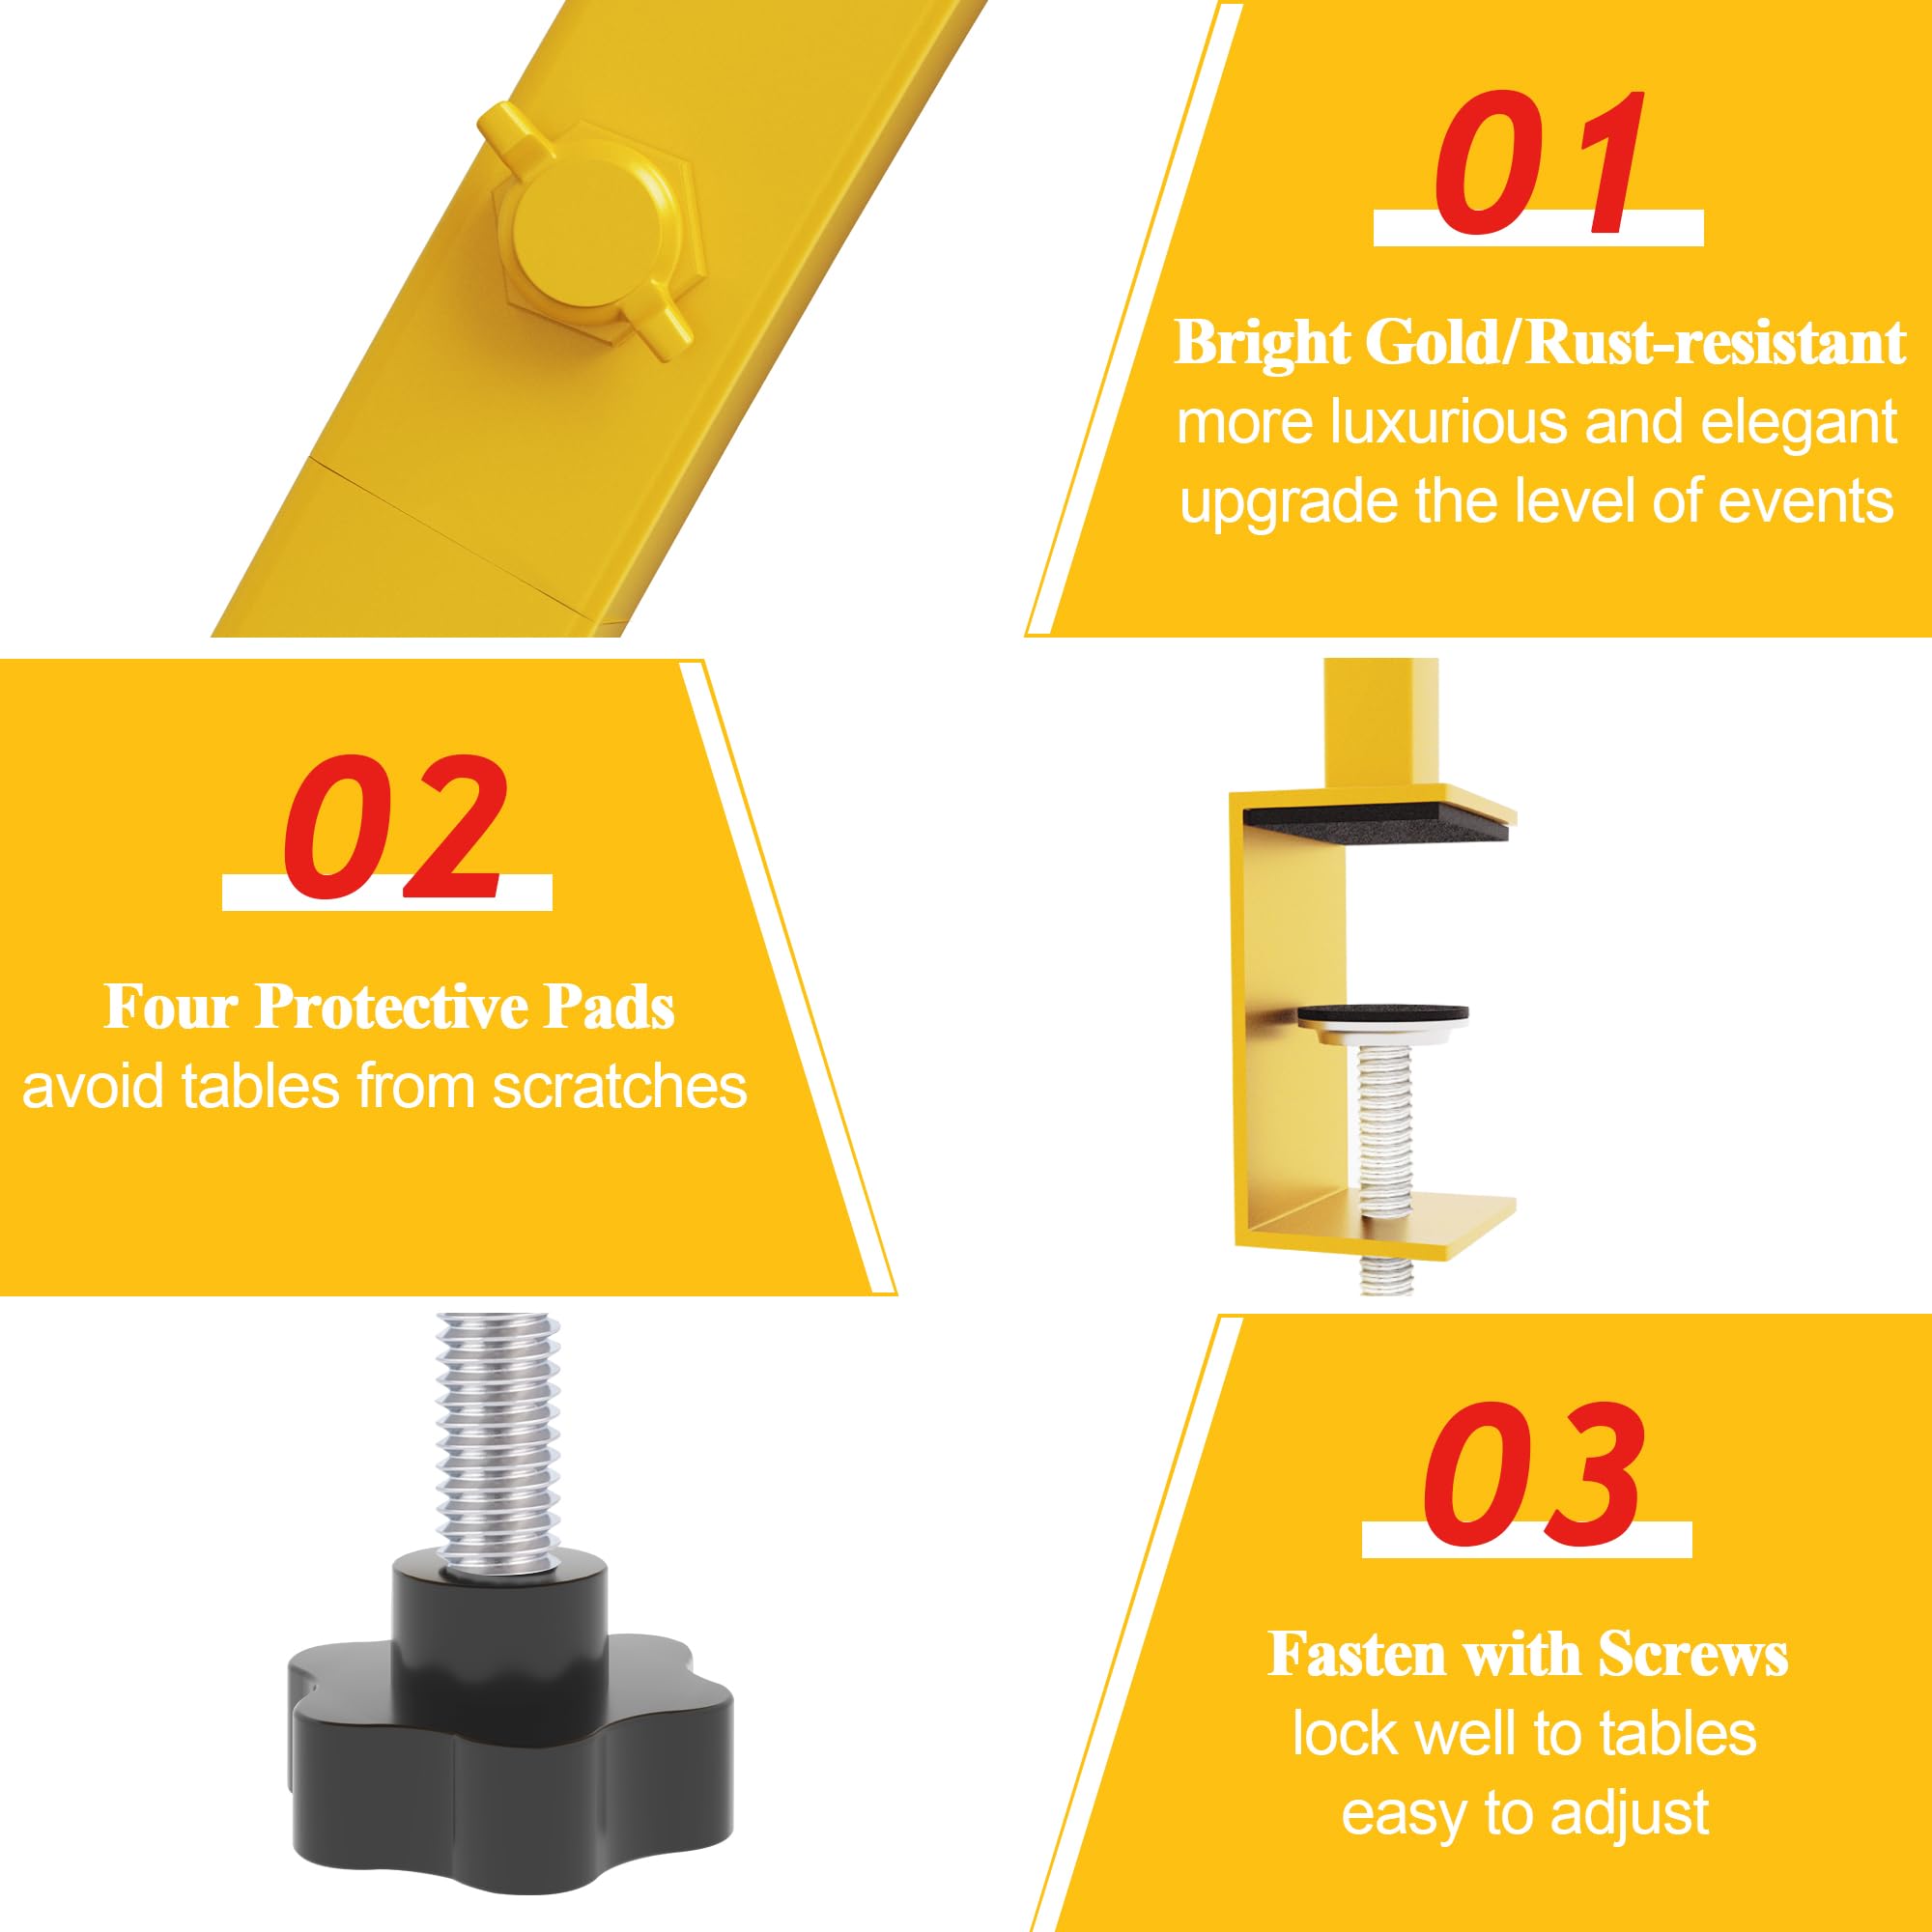 01
Bright Gold/Rust-resistant
more luxurious and elegant
upgrade the level of events
02
Four Protective Pads
avoid tables from scratches
03
Fasten with Screws
lock well to tables
easy to adjust